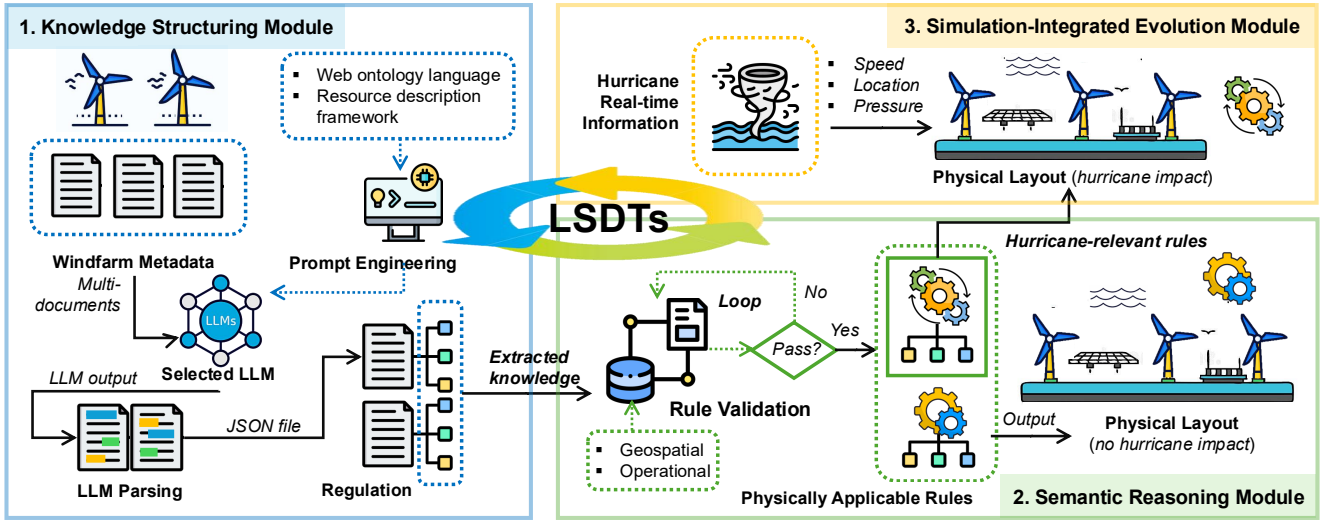 1. Knowledge Structuring Module
▪ Web ontology language
▪ Resource description
framework
Windfarm Metadata
Prompt Engineering
Multi-
documents
LLMs
Selected LLM
LLM output
JSON file
LLM Parsing
Regulation
Extracted
knowledge
LSDTs
3. Simulation-Integrated Evolution Module
Hurricane
Real-time
Information
▪ Speed
▪ Location
▪ Pressure
Physical Layout (hurricane impact)
Hurricane-relevant rules
Loop
No
Pass?
Yes
Rule Validation
▪ Geospatial
▪ Operational
Physically Applicable Rules
Output
Physical Layout
(no hurricane impact)
2. Semantic Reasoning Module